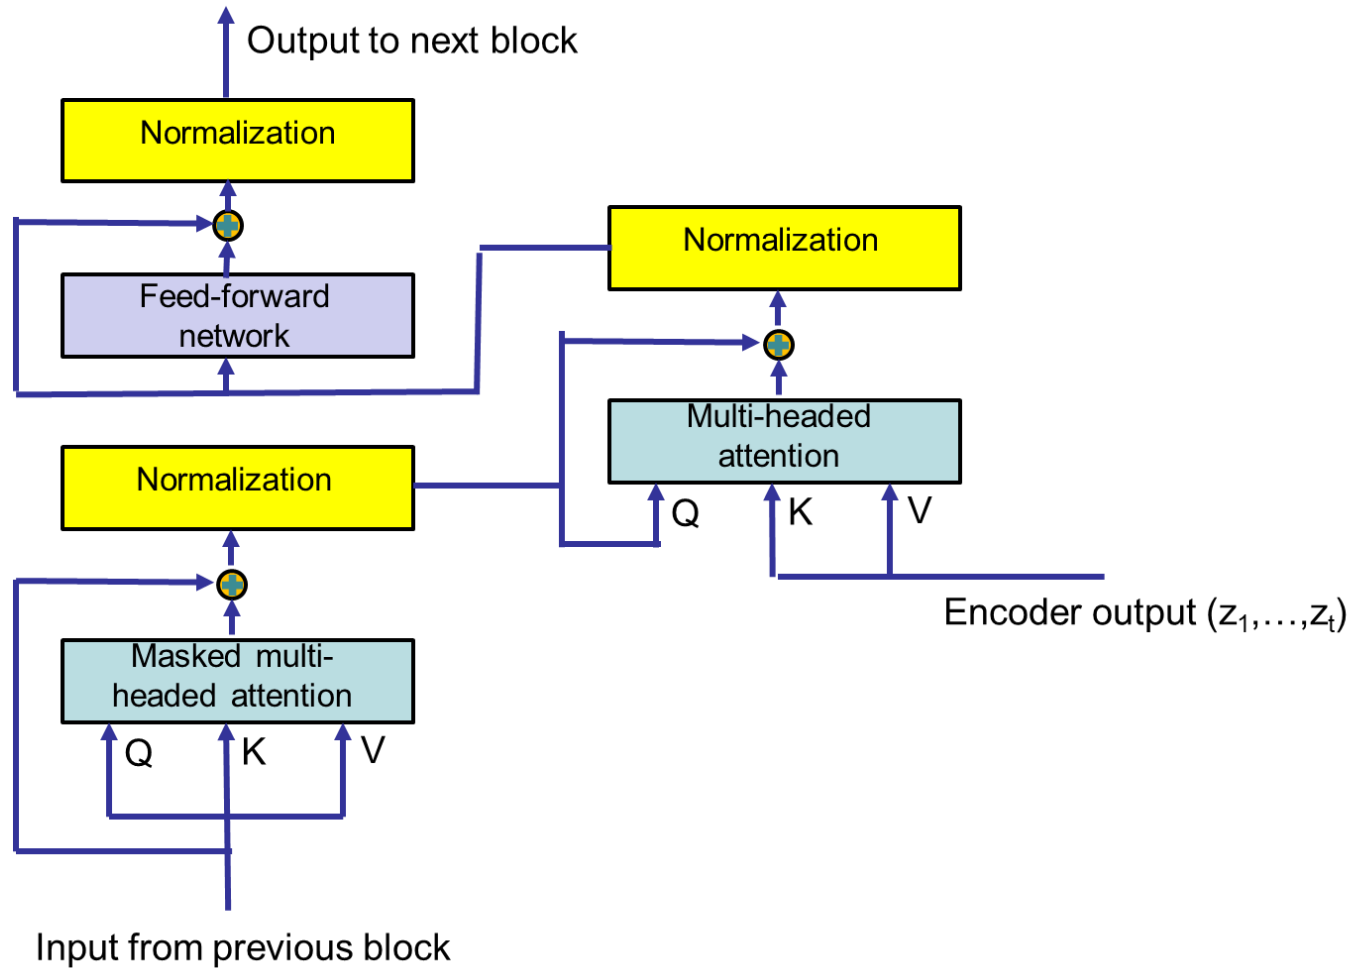 Output to next block
Normalization
Normalization
Feed-forward
network
Multi-headed
attention
Normalization
Q
K
V
Encoder output (z₁,…,zₜ)
Masked multi-
headed attention
Q
K
V
Input from previous block